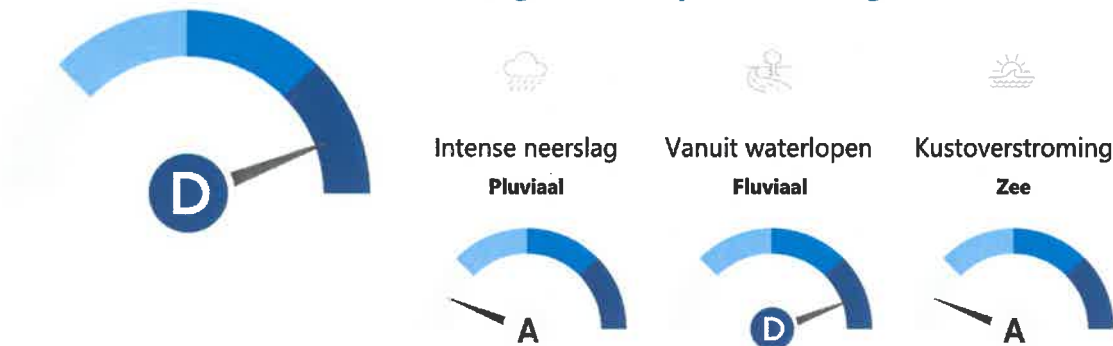 D
Intense neerslag Vanuit waterlopen Kustoverstroming
Pluviaal Fluviaal Zee
A D A